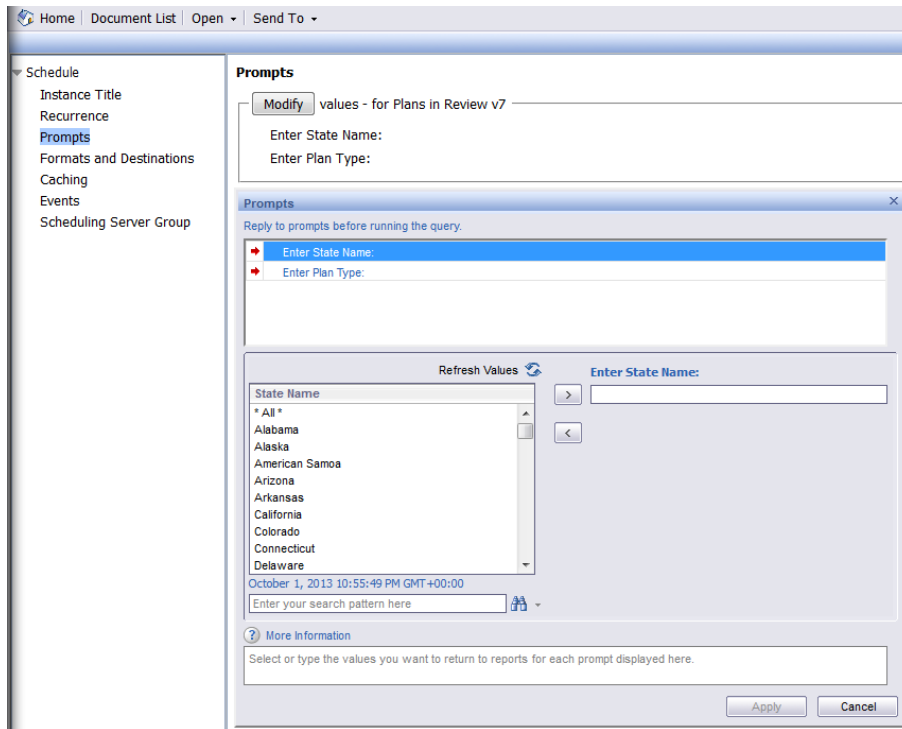 Home Document List Open Send To
Schedule
Instance Title
Recurrence
Prompts
Formats and Destinations
Caching
Events
Scheduling Server Group
Prompts
Modify values - for Plans in Review v7
Enter State Name:
Enter Plan Type:
Prompts
Reply to prompts before running the query.
Enter State Name:
Enter Plan Type:
Refresh Values
State Name
* All *
Alabama
Alaska
American Samoa
Arizona
Arkansas
California
Colorado
Connecticut
Delaware
October 1, 2013 10:55:49 PM GMT+00:00
Enter your search pattern here
Enter State Name:
>
<
? More Information
Select or type the values you want to return to reports for each prompt displayed here.
Apply Cancel